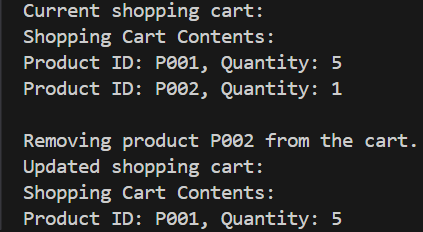 Current shopping cart:
Shopping Cart Contents:
Product ID: P001, Quantity: 5
Product ID: P002, Quantity: 1
Removing product P002 from the cart.
Updated shopping cart:
Shopping Cart Contents:
Product ID: P001, Quantity: 5